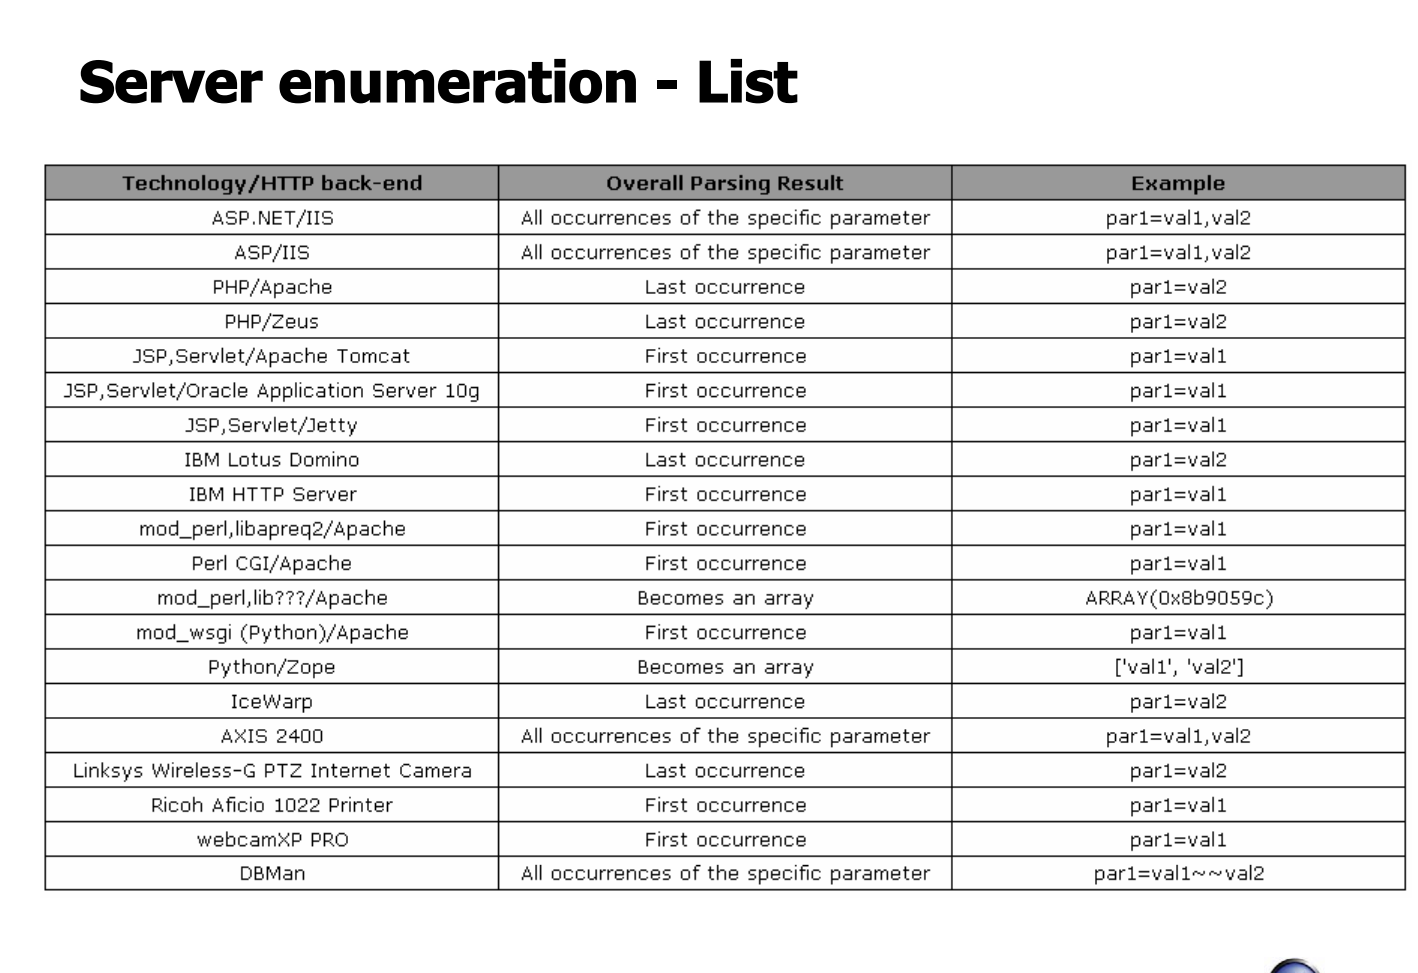 Server enumeration - List
Technology/HTTP back-end Overall Parsing Result Example
ASP.NET/IIS All occurrences of the specific parameter par1=val1,val2
ASP/IIS All occurrences of the specific parameter par1=val1,val2
PHP/Apache Last occurrence par1=val2
PHP/Zeus Last occurrence par1=val2
JSP,Servlet/Apache Tomcat First occurrence par1=val1
JSP,Servlet/Oracle Application Server 10g First occurrence par1=val1
JSP,Servlet/Jetty First occurrence par1=val1
IBM Lotus Domino Last occurrence par1=val2
IBM HTTP Server First occurrence par1=val1
mod_perl,libapreq2/Apache First occurrence par1=val1
Perl CGI/Apache First occurrence par1=val1
mod_perl,lib???/Apache Becomes an array ARRAY(0x8b9059c)
mod_wsgi (Python)/Apache First occurrence par1=val1
Python/Zope Becomes an array ['val1', 'val2']
IceWarp Last occurrence par1=val2
AXIS 2400 All occurrences of the specific parameter par1=val1,val2
Linksys Wireless-G PTZ Internet Camera Last occurrence par1=val2
Ricoh Aficio 1022 Printer First occurrence par1=val1
webcamXP PRO First occurrence par1=val1
DBMan All occurrences of the specific parameter par1=val1~~val2